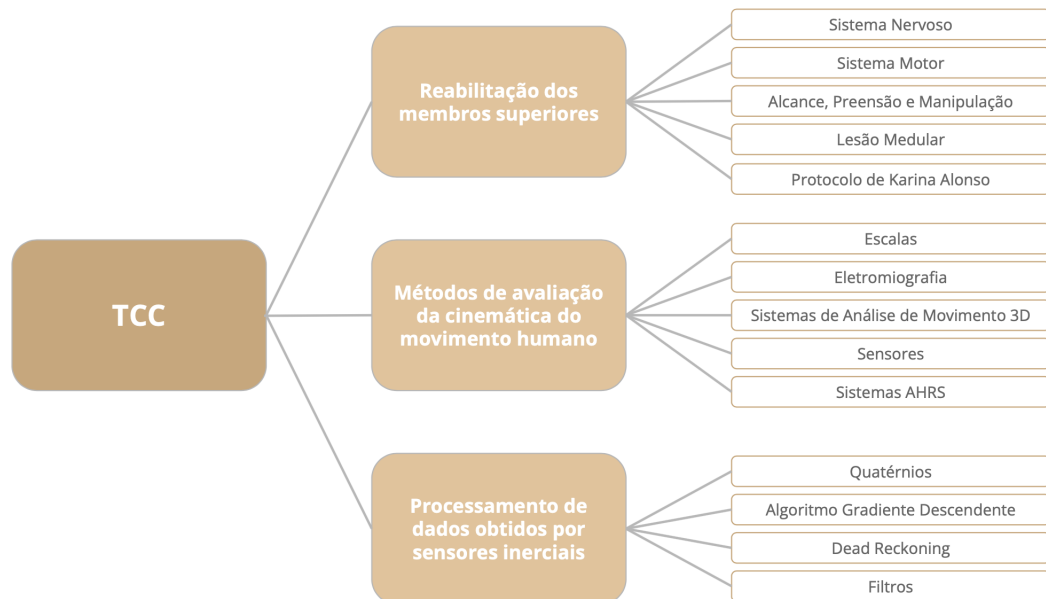 TCC
Reabilitação dos
membros superiores
Sistema Nervoso
Sistema Motor
Alcance, Preensão e Manipulação
Lesão Medular
Protocolo de Karina Alonso
Métodos de avaliação
da cinemática do
movimento humano
Escalas
Eletromiografia
Sistemas de Análise de Movimento 3D
Sensores
Sistemas AHRS
Processamento de
dados obtidos por
sensores inerciais
Quatérnios
Algoritmo Gradiente Descendente
Dead Reckoning
Filtros